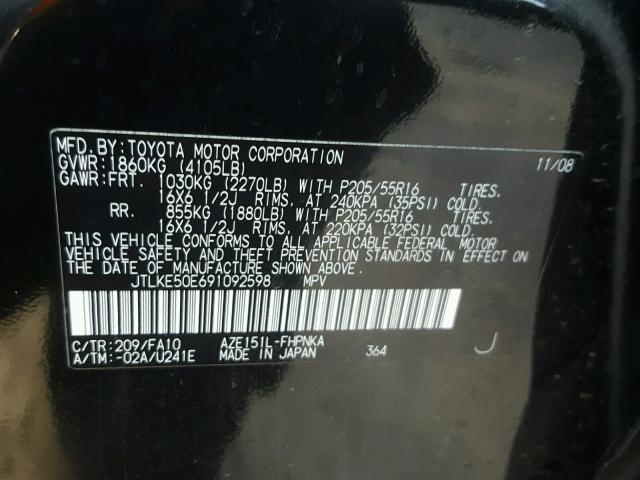 MFD.BY:TOYOTA MOTOR CORPORATION 11/08
GVWR:1860KG (4105LB)
GAWR:FRT. 1030KG (2270LB) WITH P205/55R16 TIRES,
16X6 1/2J RIMS, AT 240KPA (35PSI) COLD.
RR. 855KG (1880LB) WITH P205/55R16 TIRES,
16X6 1/2J RIMS, AT 220KPA (32PSI) COLD.
THIS VEHICLE CONFORMS TO ALL APPLICABLE FEDERAL MOTOR
VEHICLE SAFETY AND THEFT PREVENTION STANDARDS IN EFFECT ON
THE DATE OF MANUFACTURE SHOWN ABOVE.
JTLKE50E691092598 MPV
C/TR:209/FA10 AZE151L-FHPNKA
A/TM:-02A/U241E MADE IN JAPAN 364 J